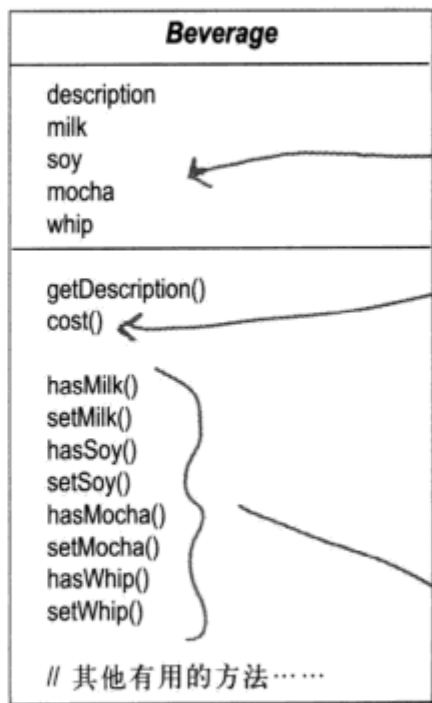 Beverage
description
milk
soy
mocha
whip
getDescription()
cost()
hasMilk()
setMilk()
hasSoy()
setSoy()
hasMocha()
setMocha()
hasWhip()
setWhip()
// 其他有用的方法……